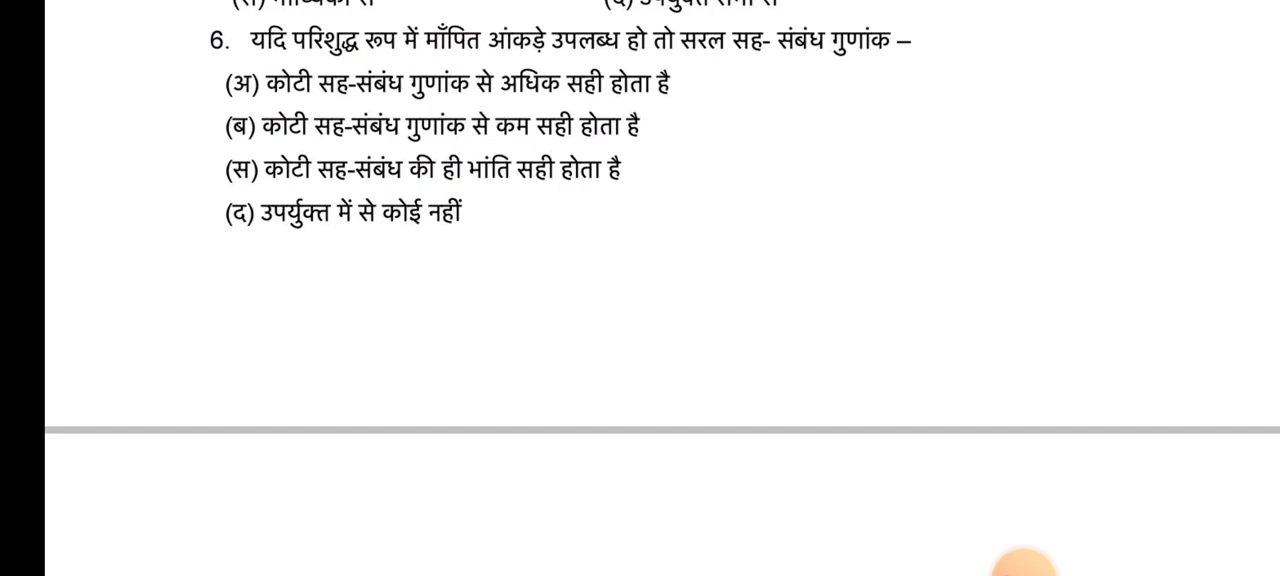 6. यदि परिशुद्ध रूप में माँपित आंकड़े उपलब्ध हो तो सरल सह- संबंध गुणांक –
(अ) कोटी सह-संबंध गुणांक से अधिक सही होता है
(ब) कोटी सह-संबंध गुणांक से कम सही होता है
(स) कोटी सह-संबंध की ही भांति सही होता है
(द) उपर्युक्त में से कोई नहीं